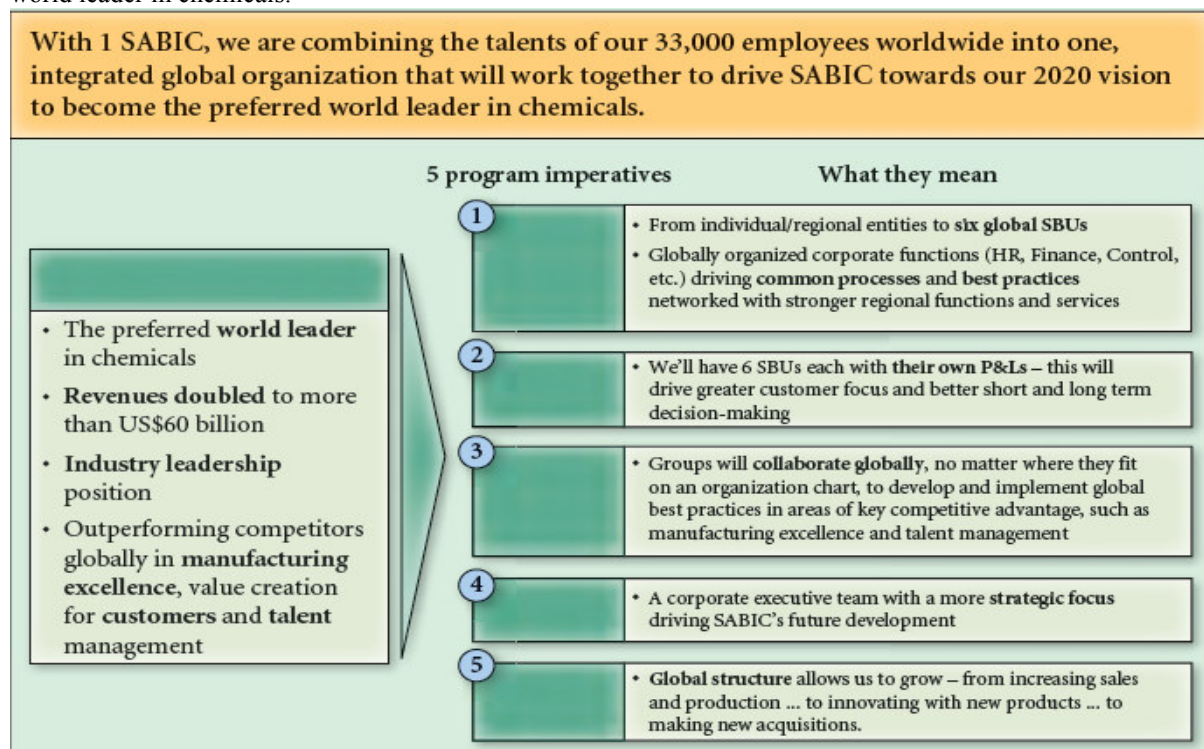 With 1 SABIC, we are combining the talents of our 33,000 employees worldwide into one,
integrated global organization that will work together to drive SABIC towards our 2020 vision
to become the preferred world leader in chemicals.
5 program imperatives
What they mean
• The preferred world leader
in chemicals
• Revenues doubled to more
than US$60 billion
• Industry leadership
position
• Outperforming competitors
globally in manufacturing
excellence, value creation
for customers and talent
management
1
• From individual/regional entities to six global SBUs
• Globally organized corporate functions (HR, Finance, Control,
etc.) driving common processes and best practices
networked with stronger regional functions and services
2
• We'll have 6 SBU each with their own P&Ls – this will
drive greater customer focus and better short and long term
decision-making
3
• Groups will collaborate globally, no matter where they fit
on an organization chart, to develop and implement global
best practices in areas of key competitive advantage, such as
manufacturing excellence and talent management
4
• A corporate executive team with a more strategic focus
driving SABIC's future development
5
• Global structure allows us to grow – from increasing sales
and production ... to innovating with new products ... to
making new acquisitions.